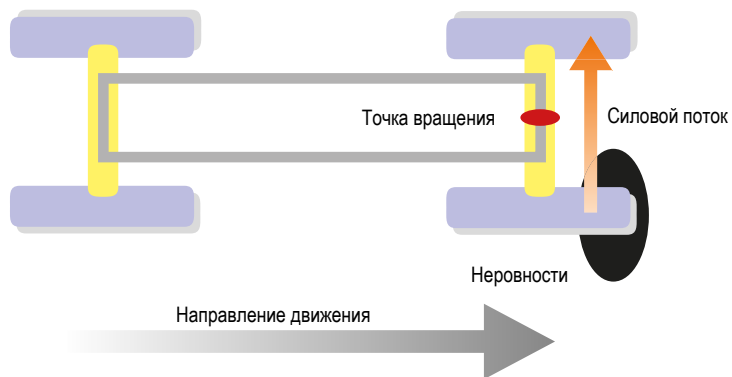 Точка вращения
Силовой поток
Неровности
Направление движения